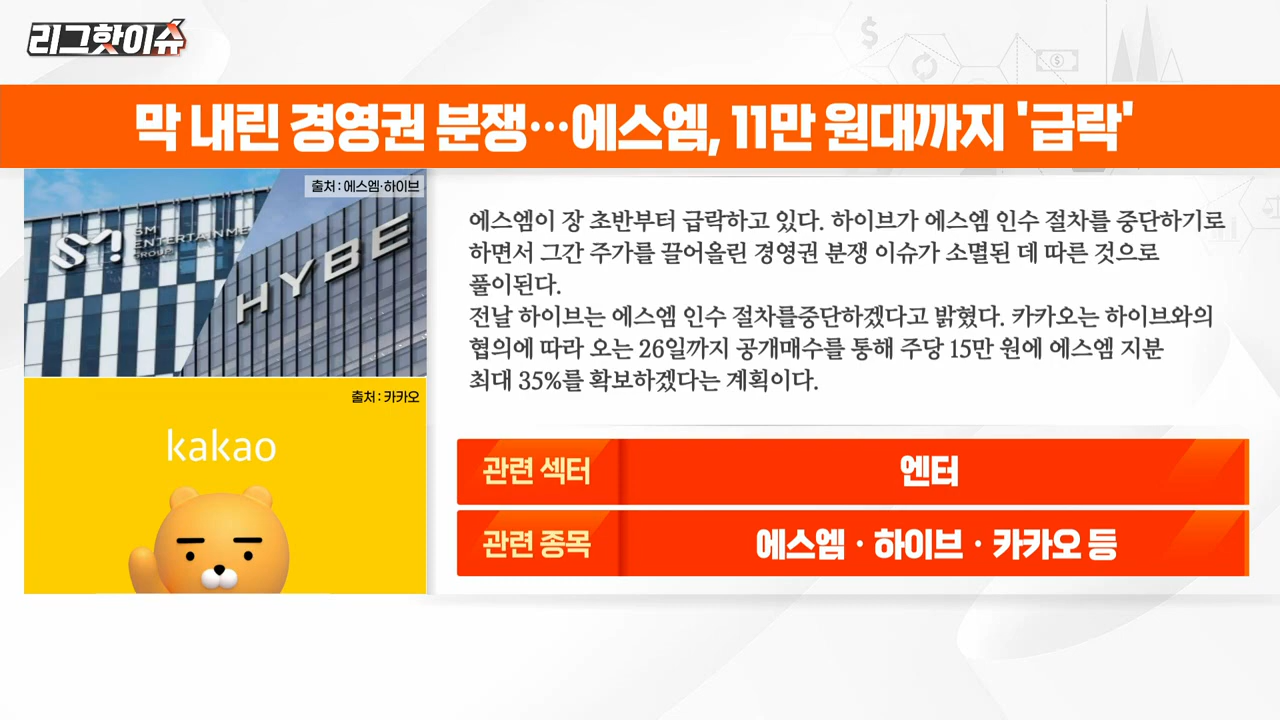 리그핫이슈
막 내린 경영권 분쟁…에스엠, 11만 원대까지 '급락'
출처 : 에스엠·하이브
SM
ENTERTAINME
GROUP
HYBE
출처 : 카카오
kakao
에스엠이 장 초반부터 급락하고 있다. 하이브가 에스엠 인수 절차를 중단하기로
하면서 그간 주가를 끌어올린 경영권 분쟁 이슈가 소멸된 데 따른 것으로
풀이된다.
전날 하이브는 에스엠 인수 절차를중단하겠다고 밝혔다. 카카오는 하이브와의
협의에 따라 오는 26일까지 공개매수를 통해 주당 15만 원에 에스엠 지분
최대 35%를 확보하겠다는 계획이다.
관련 섹터
엔터
관련 종목
에스엠 · 하이브 · 카카오 등